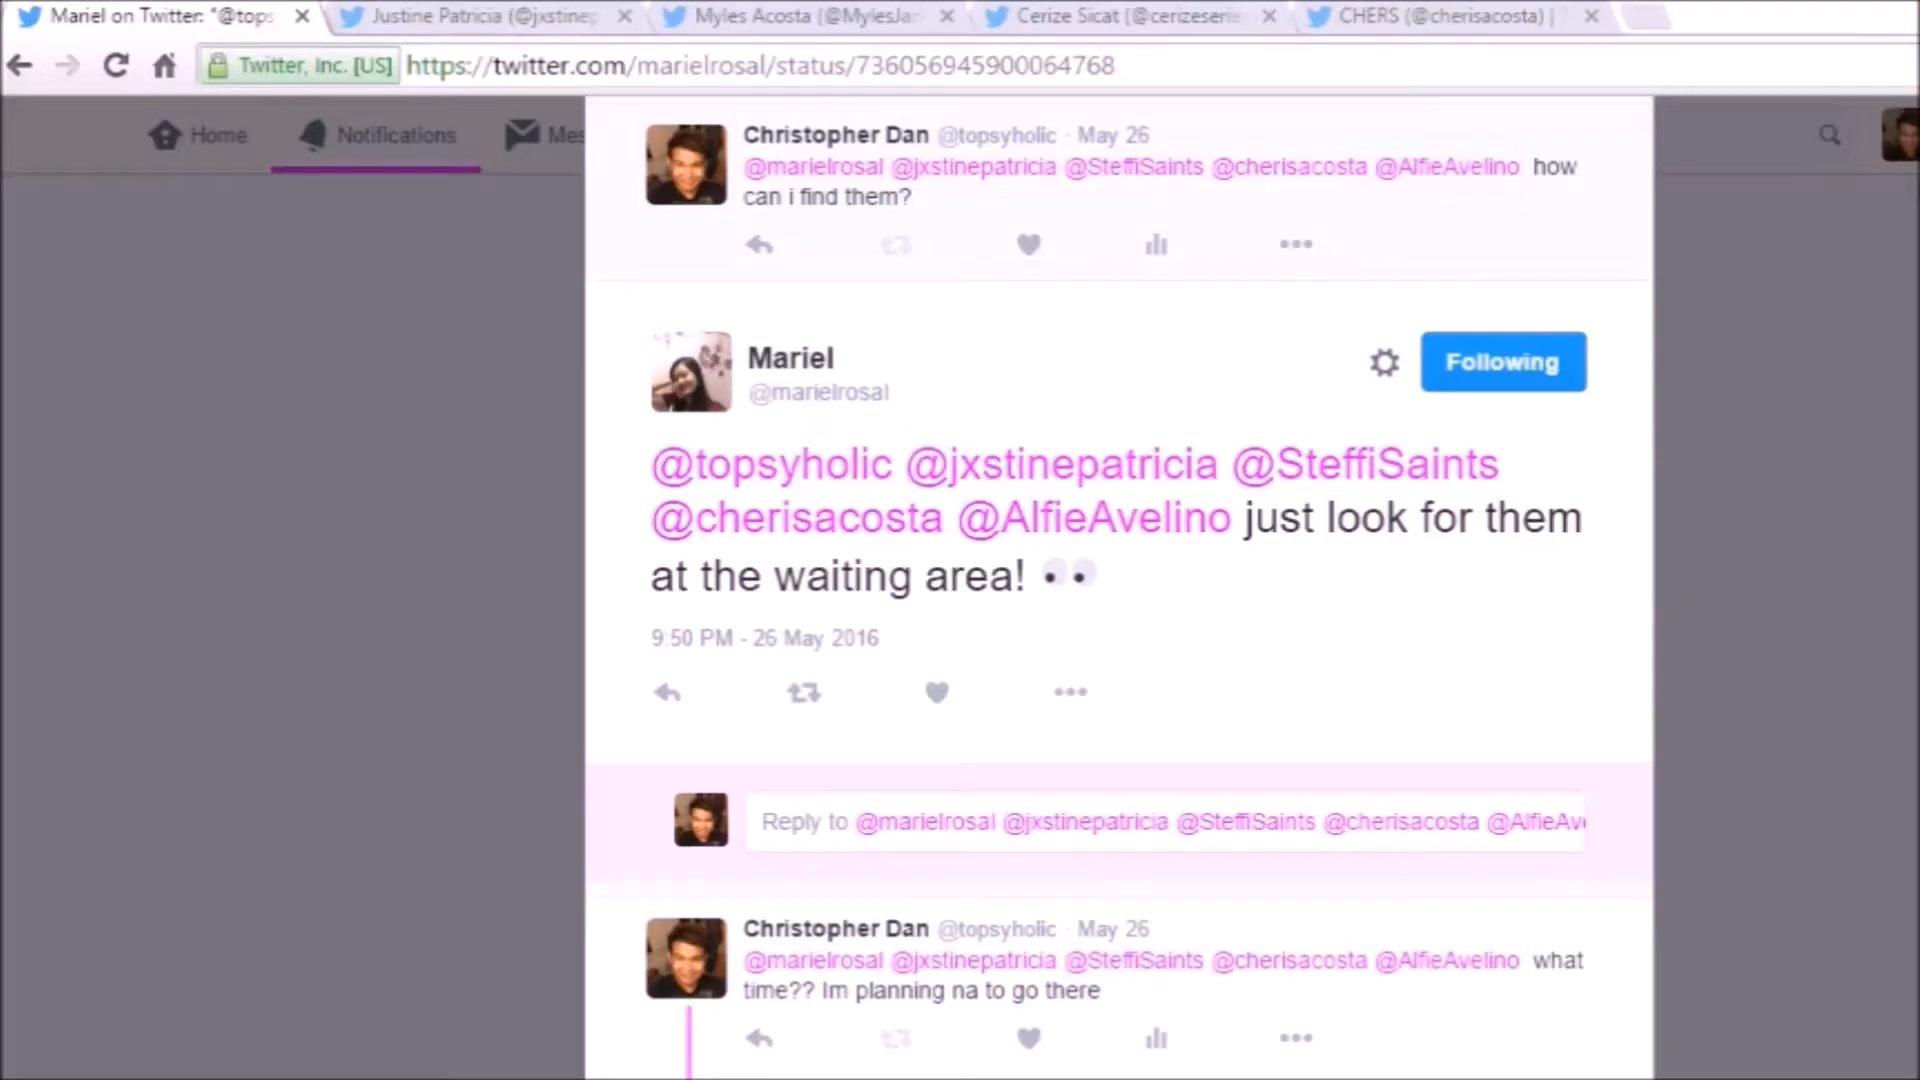 Mariel on Twitter: "@tops
Justine Patricia (@jxstinep
Myles Acosta (@MylesJan
Cerize Sicat (@cerizeserie
CHERS (@cherisacosta) |
Twitter, Inc. [US]
https://twitter.com/marielrosal/status/736056945900064768
Home
Notifications
Mes
Christopher Dan @topsyholic · May 26
@marielrosal @jxstinepatricia @SteffiSaints @cherisacosta @AlfieAvelino how
can i find them?
Mariel
@marielrosal
Following
@topsyholic @jxstinepatricia @SteffiSaints
@cherisacosta @AlfieAvelino just look for them
at the waiting area! 👀
9:50 PM - 26 May 2016
Reply to @marielrosal @jxstinepatricia @SteffiSaints @cherisacosta @AlfieAv
Christopher Dan @topsyholic · May 26
@marielrosal @jxstinepatricia @SteffiSaints @cherisacosta @AlfieAvelino what
time?? Im planning na to go there